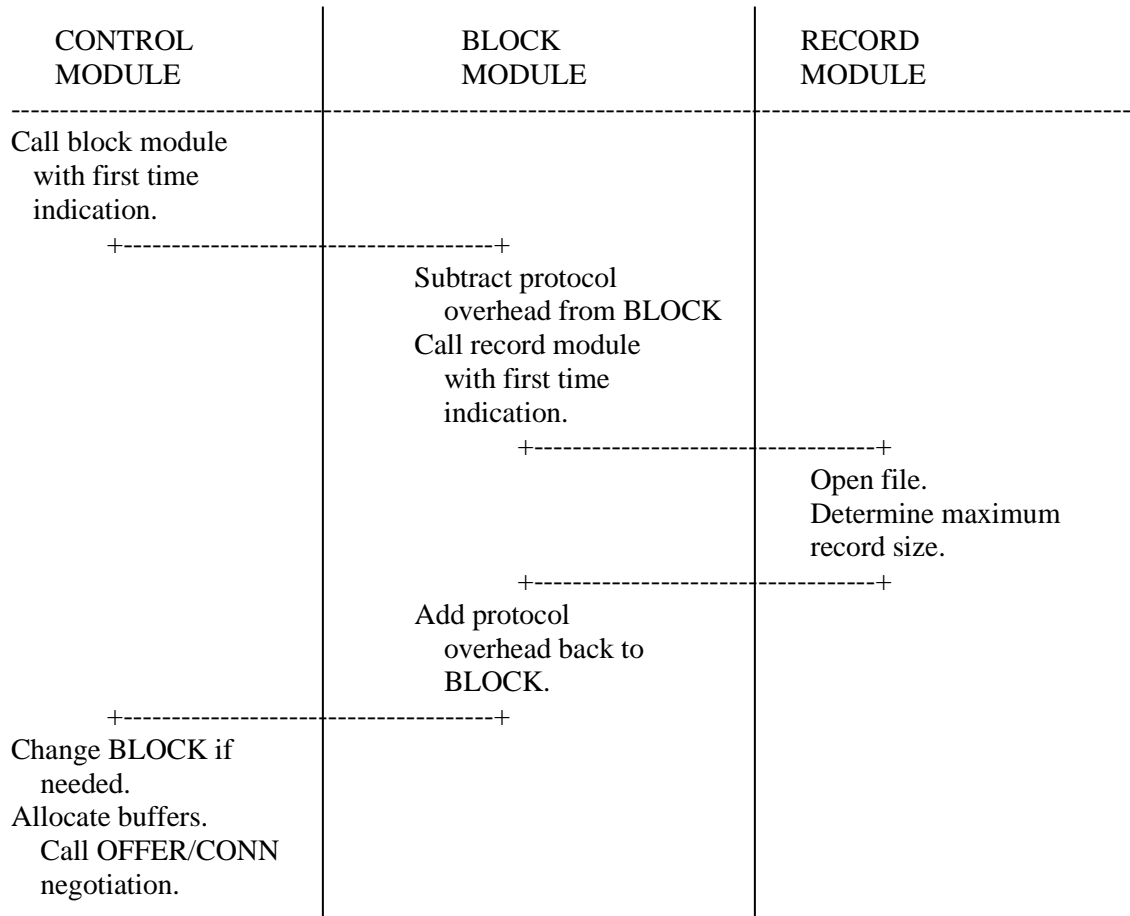 CONTROL MODULE
BLOCK MODULE
RECORD MODULE
Call block module
with first time
indication.
Subtract protocol
overhead from BLOCK
Call record module
with first time
indication.
Open file.
Determine maximum
record size.
Add protocol
overhead back to
BLOCK.
Change BLOCK if
needed.
Allocate buffers.
Call OFFER/CONN
negotiation.